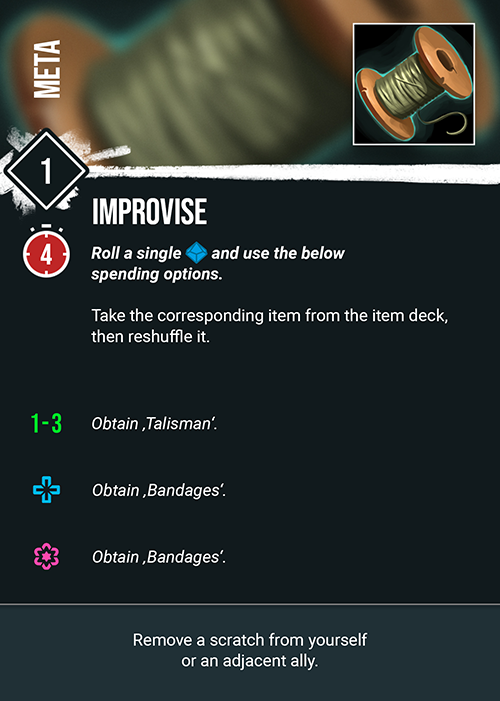 META
1
IMPROVISE
4
Roll a single and use the below
spending options.
Take the corresponding item from the item deck,
then reshuffle it.
1-3 Obtain ‚Talisman‘.
Obtain ‚Bandages‘.
Obtain ‚Bandages‘.
Remove a scratch from yourself
or an adjacent ally.